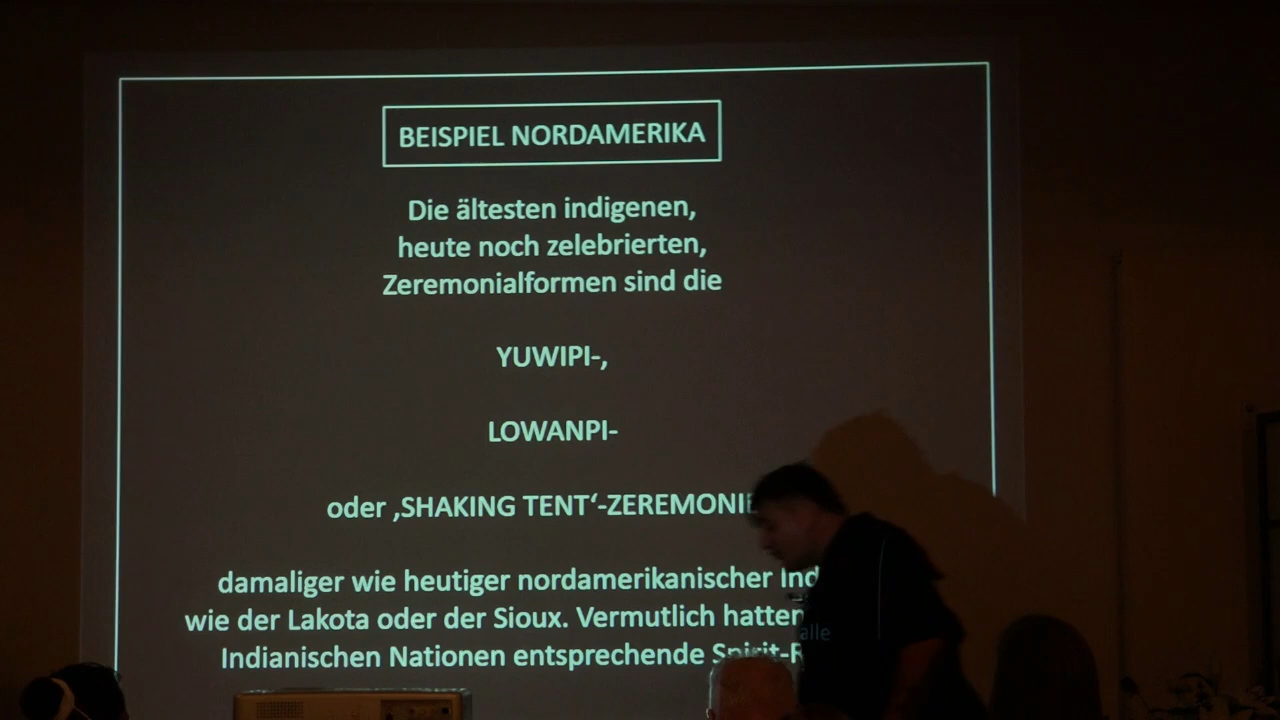 BEISPIEL NORDAMERIKA
Die ältesten indigenen,
heute noch zelebrierten,
Zeremonialformen sind die
YUWIPI-,
LOWANPI-
oder ‚SHAKING TENT‘-ZEREMONIE
damaliger wie heutiger nordamerikanischer Ind
wie der Lakota oder der Sioux. Vermutlich hatten
alle
Indianischen Nationen entsprechende Spirit-R